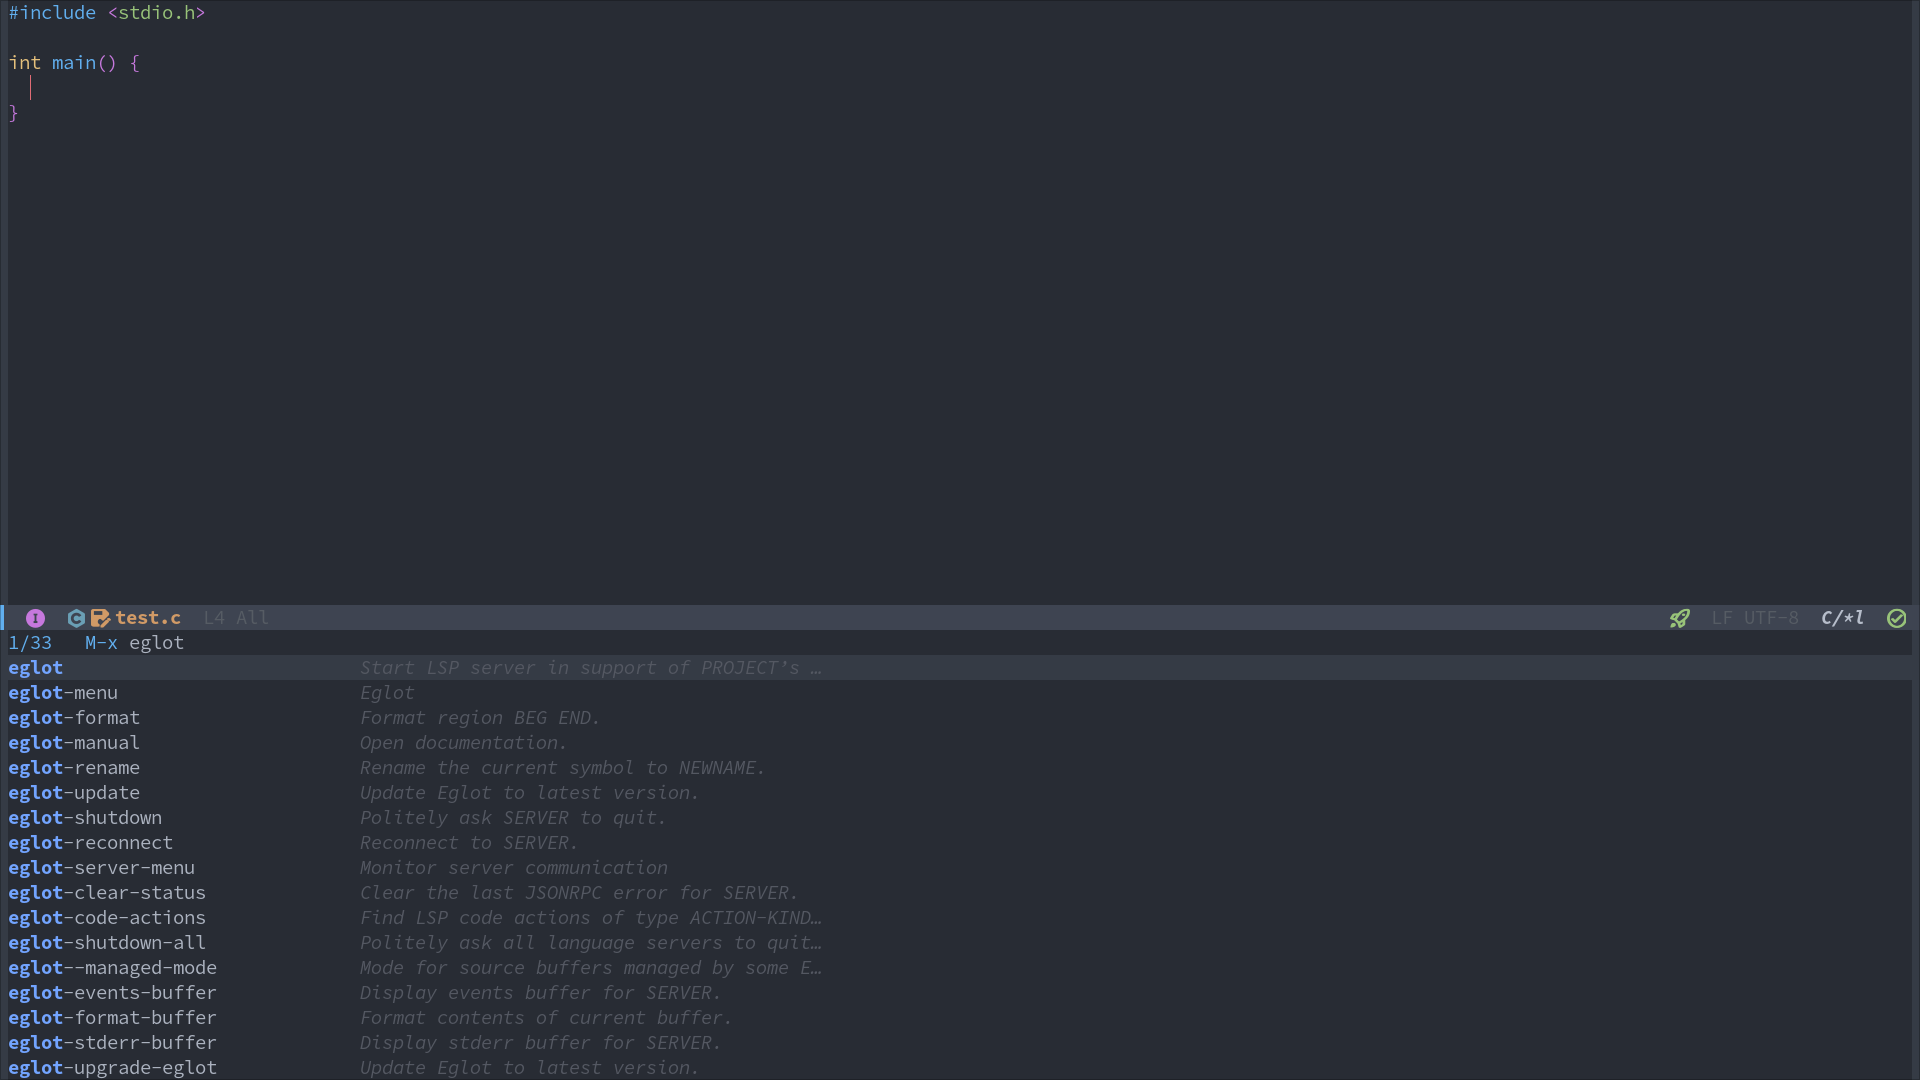 #include <stdio.h>
int main() {
}
I C test.c L4 All LF UTF-8 C/*l
1/33 M-x eglot
eglot Start LSP server in support of PROJECT’s …
eglot-menu Eglot
eglot-format Format region BEG END.
eglot-manual Open documentation.
eglot-rename Rename the current symbol to NEWNAME.
eglot-update Update Eglot to latest version.
eglot-shutdown Politely ask SERVER to quit.
eglot-reconnect Reconnect to SERVER.
eglot-server-menu Monitor server communication
eglot-clear-status Clear the last JSONRPC error for SERVER.
eglot-code-actions Find LSP code actions of type ACTION-KIND…
eglot-shutdown-all Politely ask all language servers to quit…
eglot--managed-mode Mode for source buffers managed by some E…
eglot-events-buffer Display events buffer for SERVER.
eglot-format-buffer Format contents of current buffer.
eglot-stderr-buffer Display stderr buffer for SERVER.
eglot-upgrade-eglot Update Eglot to latest version.